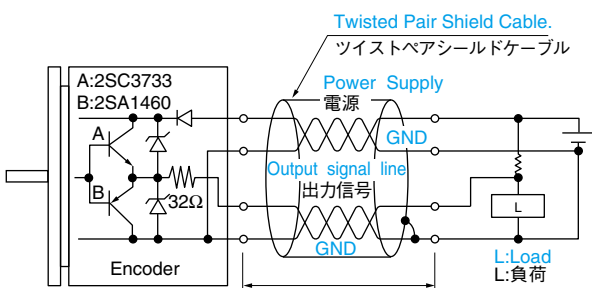 Twisted Pair Shield Cable.
ツイストペアシールドケーブル
A:2SC3733
B:2SA1460
Power Supply
電源
A
GND
Output signal line
出力信号
B
32Ω
L
GND
Encoder
L:Load
L:負荷